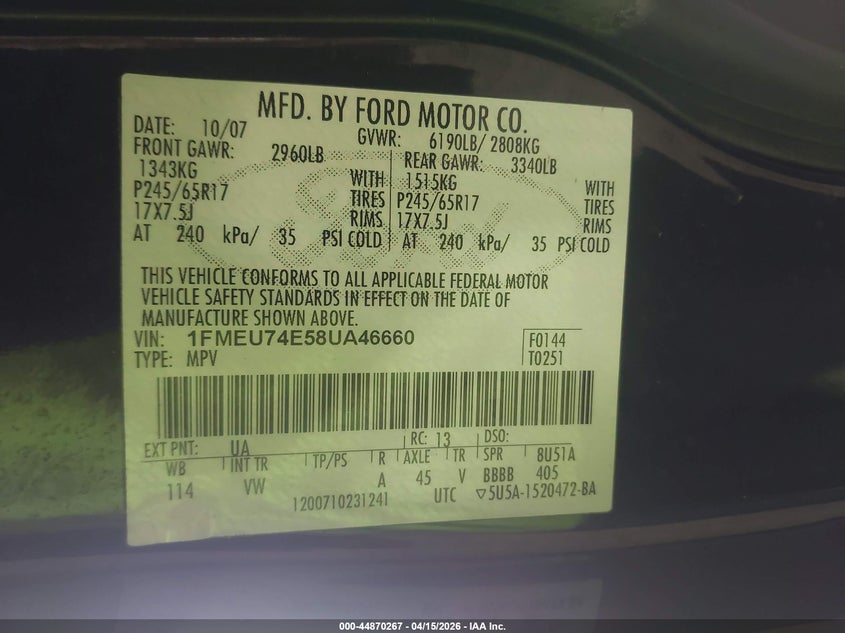 MFD. BY FORD MOTOR CO.
DATE: 10/07 GVWR: 6190LB/ 2808KG
FRONT GAWR: 2960LB REAR GAWR: 3340LB
1343KG WITH 1515KG WITH
P245/65R17 TIRES P245/65R17 TIRES
17X7.5J RIMS 17X7.5J RIMS
AT 240 kPa/ 35 PSI COLD AT 240 kPa/ 35 PSI COLD
THIS VEHICLE CONFORMS TO ALL APPLICABLE FEDERAL MOTOR
VEHICLE SAFETY STANDARDS IN EFFECT ON THE DATE OF
MANUFACTURE SHOWN ABOVE.
VIN: 1FMEU74E58UA46660 F0144
TYPE: MPV T0251
EXT PNT: UA RC: 13 DSO:
WB INT TR TP/PS R AXLE TR SPR 8U51A
114 VW A 45 V BBBB 405
1200710231241 UTC ▽5U5A-1520472-BA
000-44870267 - 04/15/2026 - IAA Inc.